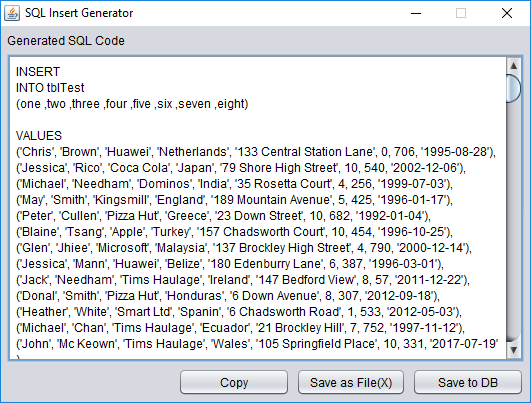 SQL Insert Generator
Generated SQL Code
INSERT
INTO tblTest
(one ,two ,three ,four ,five ,six ,seven ,eight)
VALUES
('Chris', 'Brown', 'Huawei', 'Netherlands', '133 Central Station Lane', 0, 706, '1995-08-28'),
('Jessica', 'Rico', 'Coca Cola', 'Japan', '79 Shore High Street', 10, 540, '2002-12-06'),
('Michael', 'Needham', 'Dominos', 'India', '35 Rosetta Court', 4, 256, '1999-07-03'),
('May', 'Smith', 'Kingsmill', 'England', '189 Mountain Avenue', 5, 425, '1996-01-17'),
('Peter', 'Cullen', 'Pizza Hut', 'Greece', '23 Down Street', 10, 682, '1992-01-04'),
('Blaine', 'Tsang', 'Apple', 'Turkey', '157 Chadsworth Court', 10, 454, '1996-10-25'),
('Glen', 'Jhiee', 'Microsoft', 'Malaysia', '137 Brockley High Street', 4, 790, '2000-12-14'),
('Jessica', 'Mann', 'Huawei', 'Belize', '180 Edenburry Lane', 6, 387, '1996-03-01'),
('Jack', 'Needham', 'Tims Haulage', 'Ireland', '147 Bedford View', 8, 57, '2011-12-22'),
('Donal', 'Smith', 'Pizza Hut', 'Honduras', '6 Down Avenue', 8, 307, '2012-09-18'),
('Heather', 'White', 'Smart Ltd', 'Spanin', '6 Chadsworth Road', 1, 533, '2012-05-03'),
('Michael', 'Chan', 'Tims Haulage', 'Ecuador', '21 Brockley Hill', 7, 752, '1997-11-12'),
('John', 'Mc Keown', 'Tims Haulage', 'Wales', '105 Springfield Place', 10, 331, '2017-07-19'
Copy
Save as File(X)
Save to DB